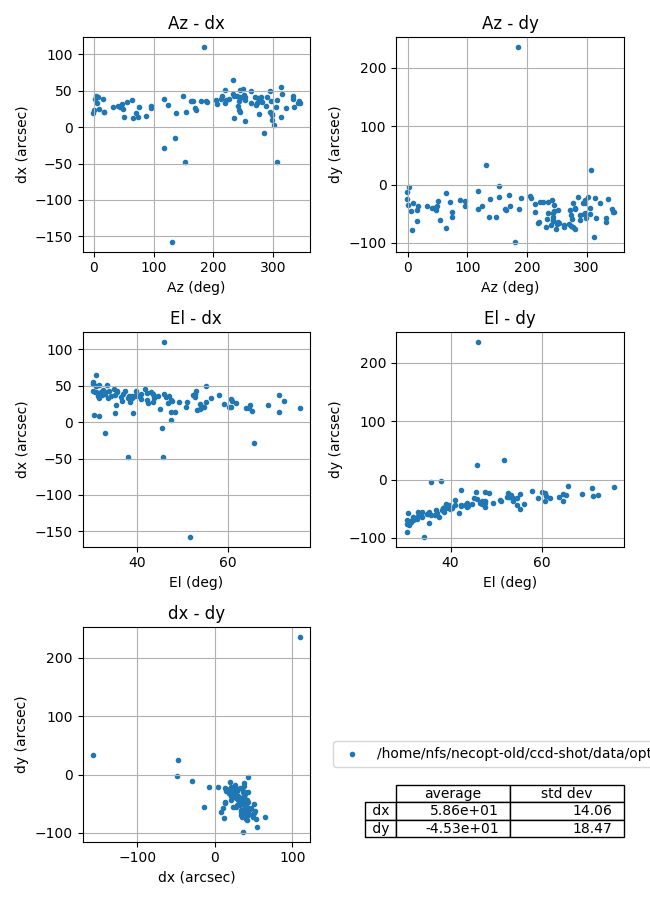 Az - dx
dx (arcsec)
100
50
0
−50
−100
−150
0
100
200
300
Az (deg)
Az - dy
dy (arcsec)
200
100
0
−100
0
100
200
300
Az (deg)
El - dx
dx (arcsec)
100
50
0
−50
−100
−150
40
60
El (deg)
El - dy
dy (arcsec)
200
100
0
−100
40
60
El (deg)
dx - dy
dy (arcsec)
200
100
0
−100
−100
0
100
dx (arcsec)
/home/nfs/necopt-old/ccd-shot/data/opt
average std dev
dx 5.86e+01 14.06
dy -4.53e+01 18.47